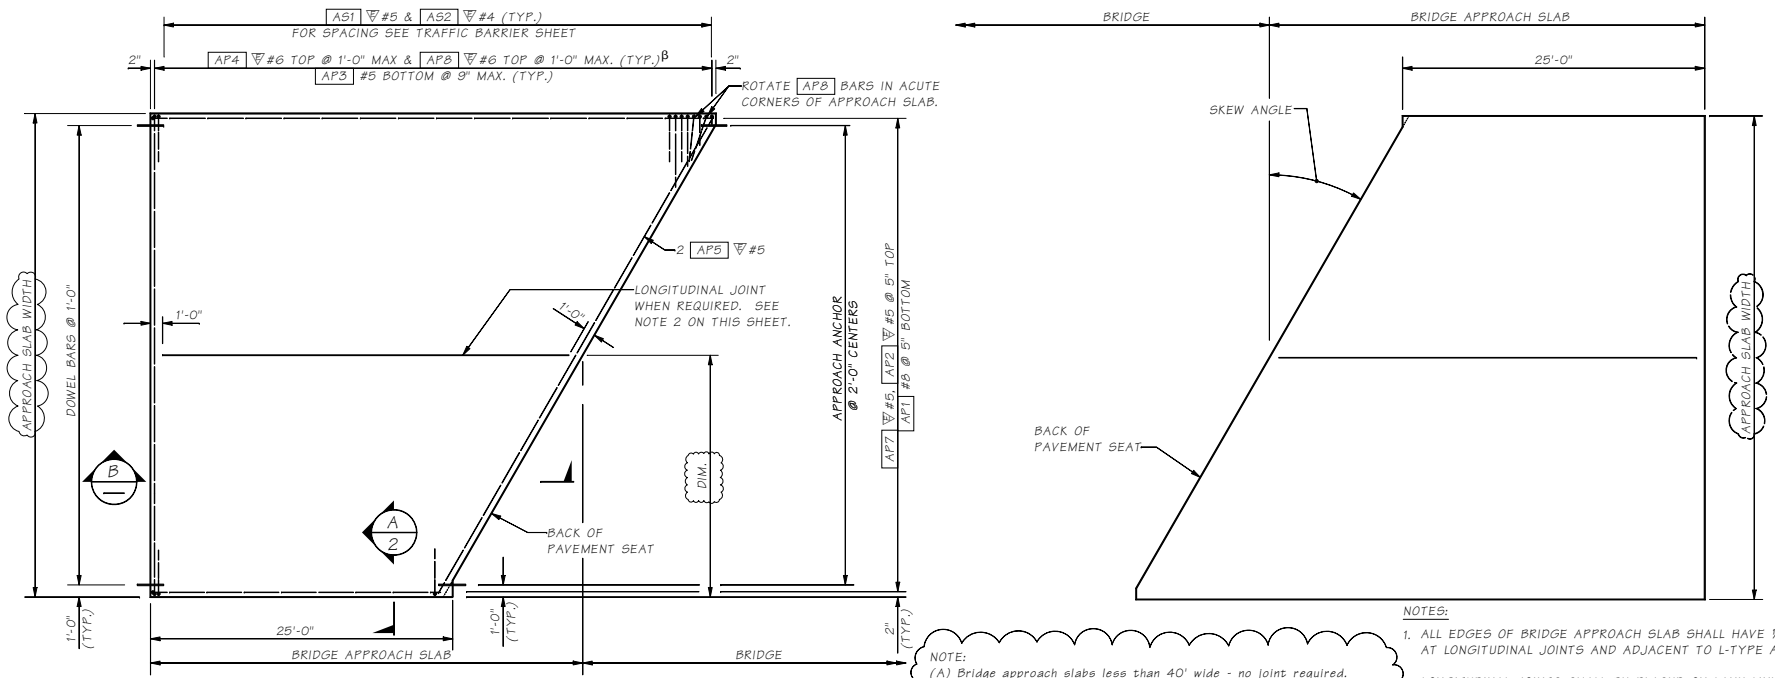 AS1 #5 & AS2 #4 (TYP.)
FOR SPACING SEE TRAFFIC BARRIER SHEET
2" AP4 #6 TOP @ 1'-0" MAX & AP8 #6 TOP @ 1'-0" MAX. (TYP.)β 2"
AP3 #5 BOTTOM @ 9" MAX. (TYP.)
ROTATE AP8 BARS IN ACUTE
CORNERS OF APPROACH SLAB.
APPROACH SLAB WIDTH
DOWEL BARS @ 1'-0"
1'-0"
2 AP5 #5
LONGITUDINAL JOINT
WHEN REQUIRED. SEE
NOTE 2 ON THIS SHEET.
1'-0"
APPROACH ANCHOR
@ 2'-0" CENTERS
AP7 #5, AP2 #5 @ 5" TOP
AP1 #8 @ 5" BOTTOM
DIM.
B
A
2
BACK OF
PAVEMENT SEAT
1'-0"
(TYP.)
25'-0"
1'-0"
(TYP.)
2"
(TYP.)
BRIDGE APPROACH SLAB
BRIDGE
BRIDGE
BRIDGE APPROACH SLAB
25'-0"
SKEW ANGLE
BACK OF
PAVEMENT SEAT
APPROACH SLAB WIDTH
NOTE:
(A) Bridge approach slabs less than 40' wide - no joint required.
NOTES:
1. ALL EDGES OF BRIDGE APPROACH SLAB SHALL HAVE
AT LONGITUDINAL JOINTS AND ADJACENT TO L-TYPE A